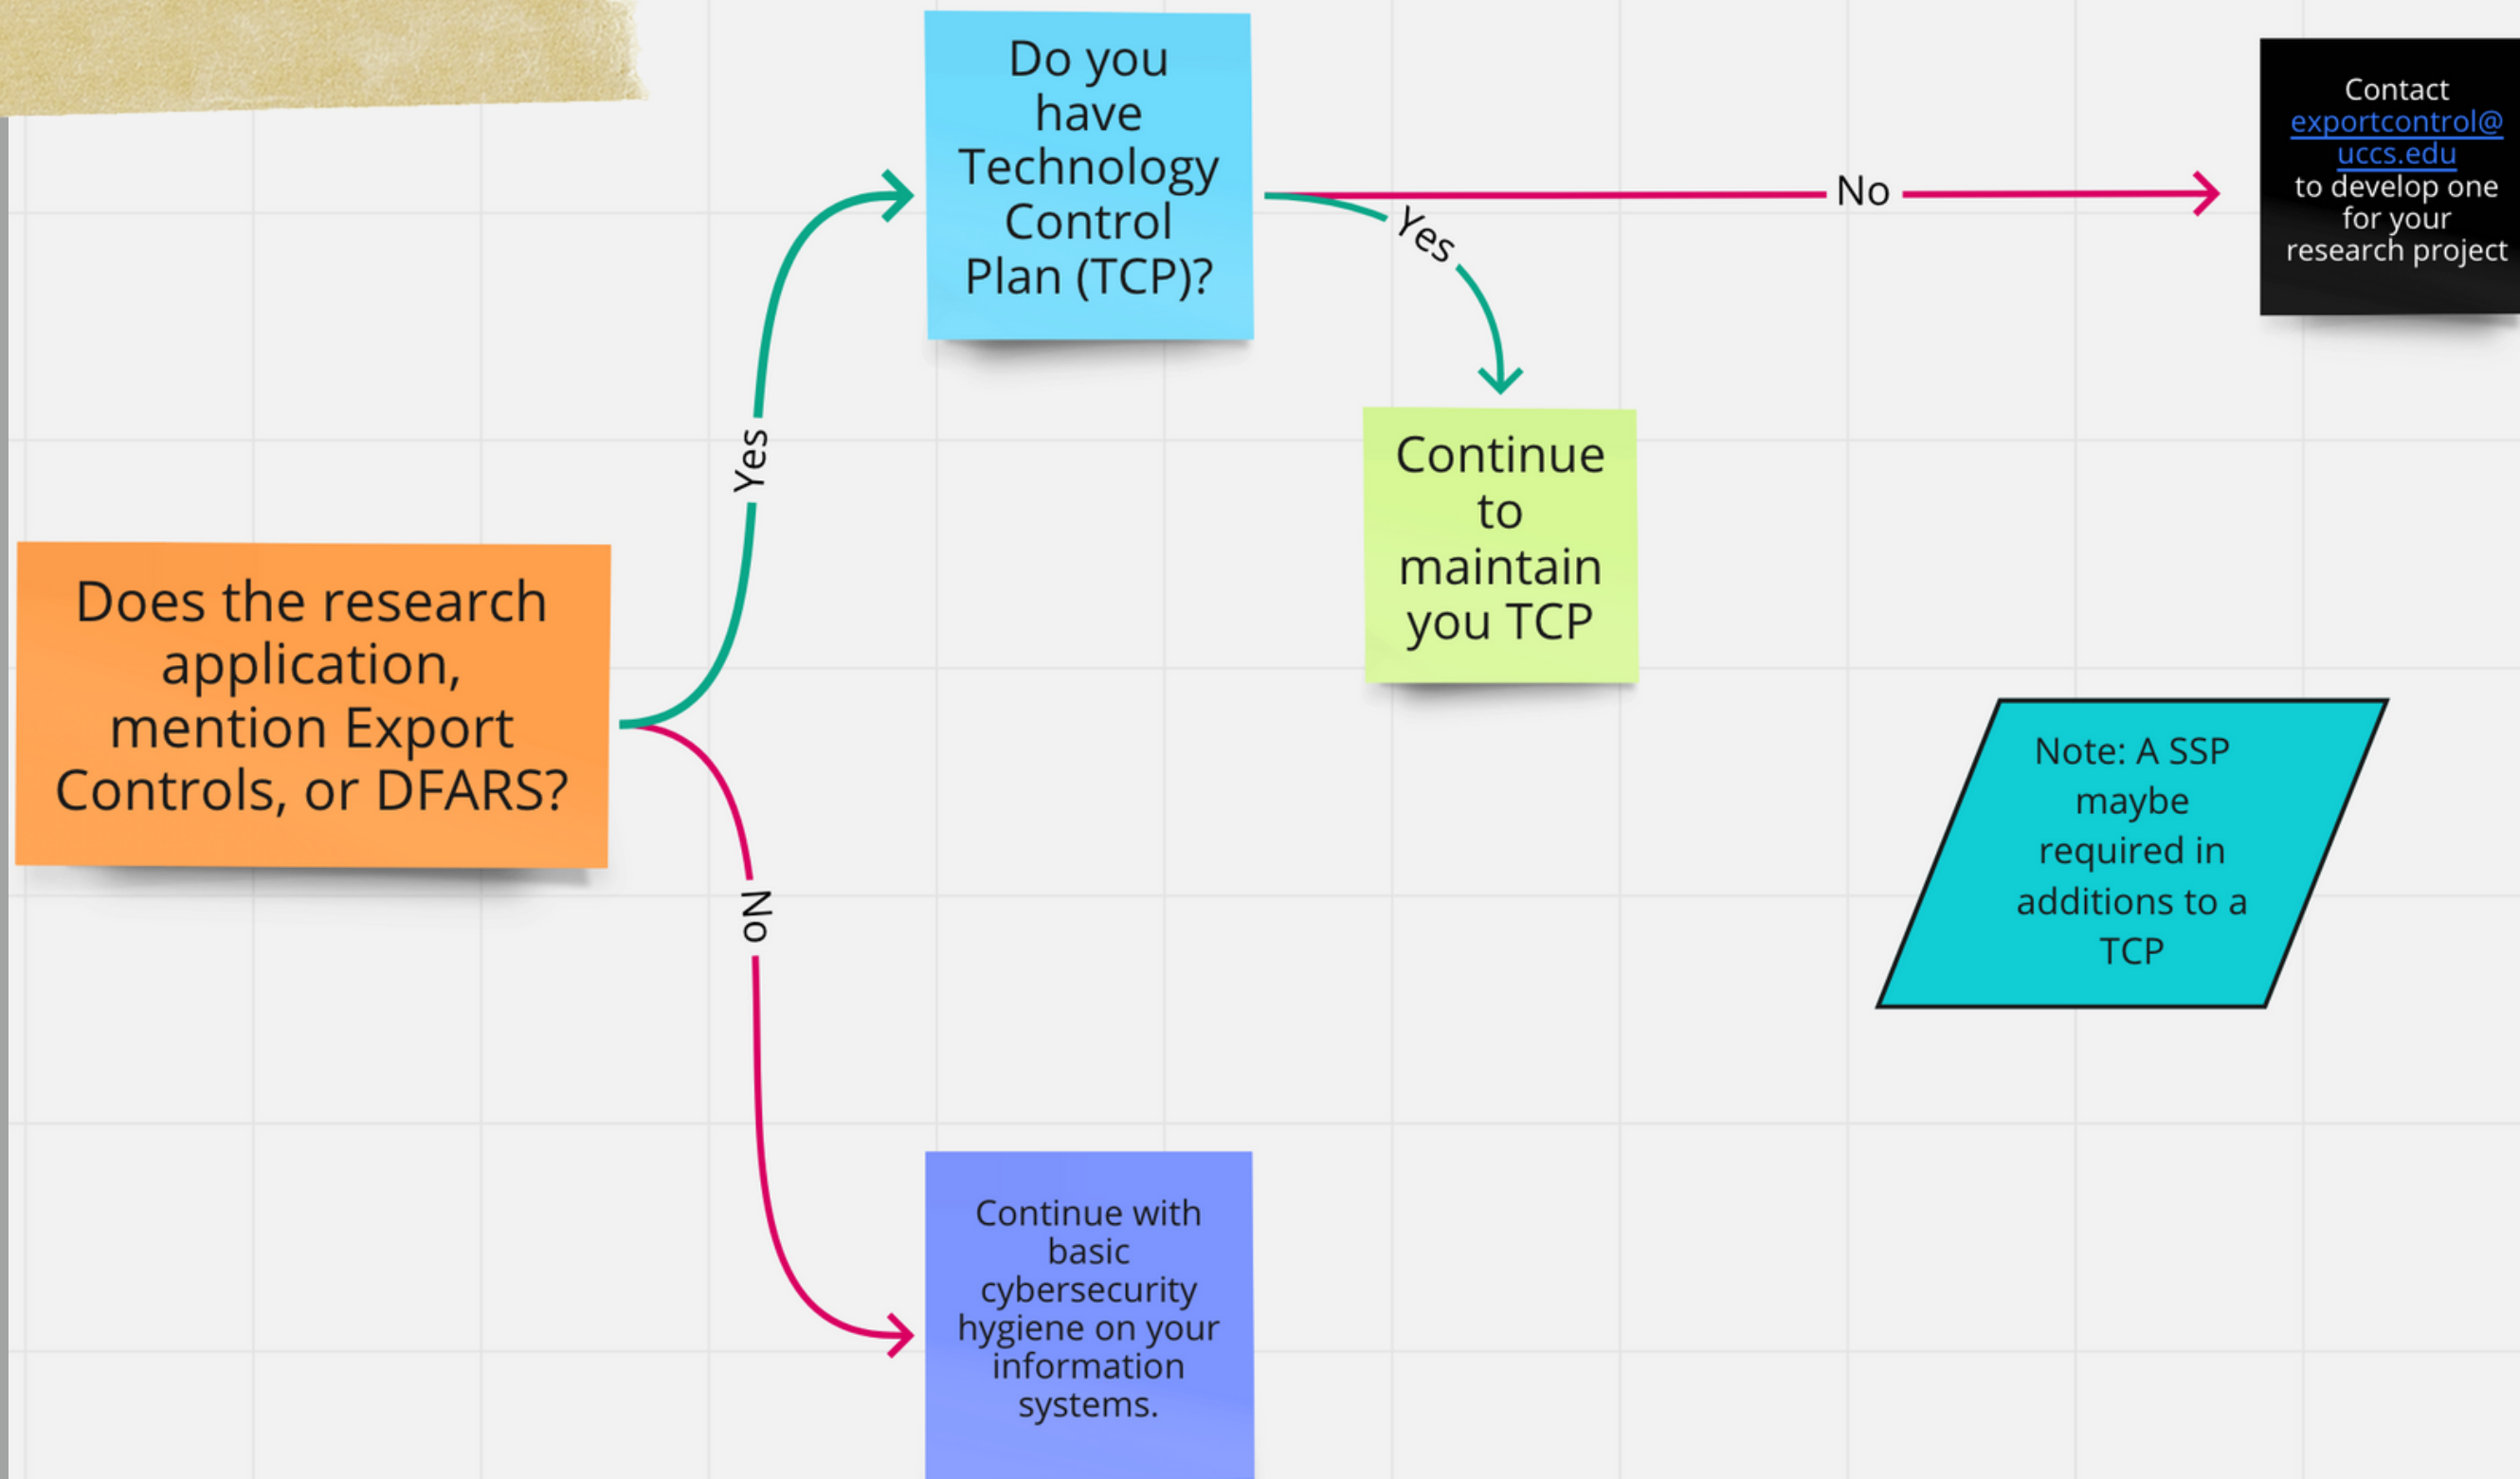 Do you
have
Technology
Control
Plan (TCP)?
No
Yes
Contact
exportcontrol@
uccs.edu
to develop one
for your
research project
Yes
Continue
to
maintain
you TCP
Does the research
application,
mention Export
Controls, or DFARS?
No
Note: A SSP
maybe
required in
additions to a
TCP
Continue with
basic
cybersecurity
hygiene on your
information
systems.